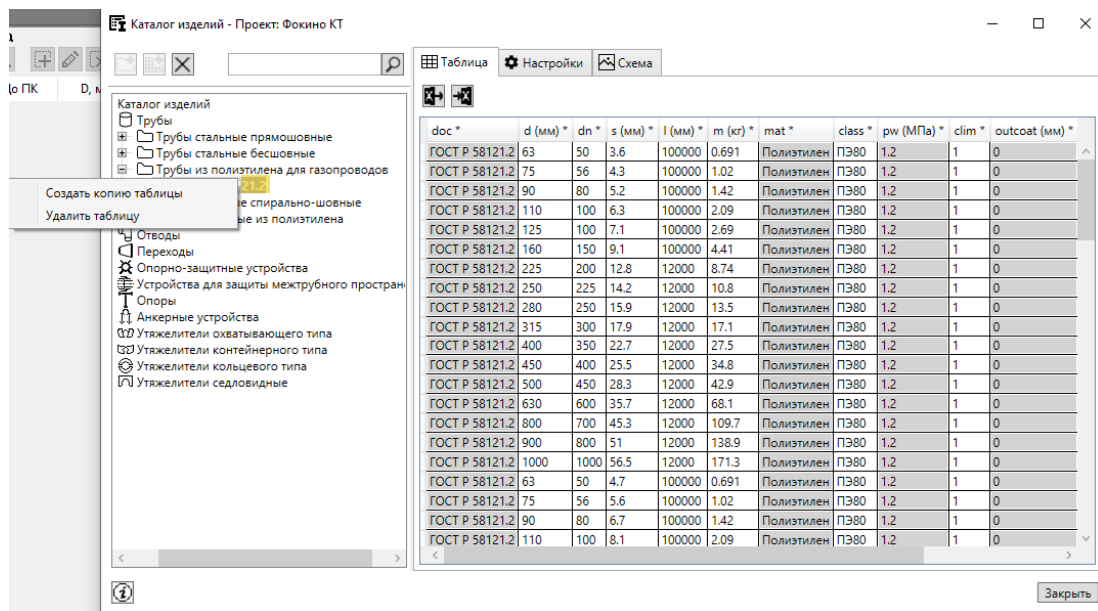 Каталог изделий - Проект: Фокино КТ
до ПК D, м
Таблица Настройки Схема
Каталог изделий
Трубы
Трубы стальные прямошовные
Трубы стальные бесшовные
Трубы из полиэтилена для газопроводов
21.2
е спирально-шовные
ые из полиэтилена
Отводы
Переходы
Опорно-защитные устройства
Устройства для защиты межтрубного простран
Опоры
Анкерные устройства
Утяжелители охватывающего типа
Утяжелители контейнерного типа
Утяжелители кольцевого типа
Утяжелители седловидные
Создать копию таблицы
Удалить таблицу
doc * d (мм) * dn * s (мм) * l (мм) * m (кг) * mat * class * pw (МПа) * clim * outcoat (мм) *
ГОСТ Р 58121.2 63 50 3.6 100000 0.691 Полиэтилен ПЭ80 1.2 1 0
ГОСТ Р 58121.2 75 56 4.3 100000 1.02 Полиэтилен ПЭ80 1.2 1 0
ГОСТ Р 58121.2 90 80 5.2 100000 1.42 Полиэтилен ПЭ80 1.2 1 0
ГОСТ Р 58121.2 110 100 6.3 100000 2.09 Полиэтилен ПЭ80 1.2 1 0
ГОСТ Р 58121.2 125 100 7.1 100000 2.69 Полиэтилен ПЭ80 1.2 1 0
ГОСТ Р 58121.2 160 150 9.1 100000 4.41 Полиэтилен ПЭ80 1.2 1 0
ГОСТ Р 58121.2 225 200 12.8 12000 8.74 Полиэтилен ПЭ80 1.2 1 0
ГОСТ Р 58121.2 250 225 14.2 12000 10.8 Полиэтилен ПЭ80 1.2 1 0
ГОСТ Р 58121.2 280 250 15.9 12000 13.5 Полиэтилен ПЭ80 1.2 1 0
ГОСТ Р 58121.2 315 300 17.9 12000 17.1 Полиэтилен ПЭ80 1.2 1 0
ГОСТ Р 58121.2 400 350 22.7 12000 27.5 Полиэтилен ПЭ80 1.2 1 0
ГОСТ Р 58121.2 450 400 25.5 12000 34.8 Полиэтилен ПЭ80 1.2 1 0
ГОСТ Р 58121.2 500 450 28.3 12000 42.9 Полиэтилен ПЭ80 1.2 1 0
ГОСТ Р 58121.2 630 600 35.7 12000 68.1 Полиэтилен ПЭ80 1.2 1 0
ГОСТ Р 58121.2 800 700 45.3 12000 109.7 Полиэтилен ПЭ80 1.2 1 0
ГОСТ Р 58121.2 900 800 51 12000 138.9 Полиэтилен ПЭ80 1.2 1 0
ГОСТ Р 58121.2 1000 1000 56.5 12000 171.3 Полиэтилен ПЭ80 1.2 1 0
ГОСТ Р 58121.2 63 50 4.7 100000 0.691 Полиэтилен ПЭ80 1.2 1 0
ГОСТ Р 58121.2 75 56 5.6 100000 1.02 Полиэтилен ПЭ80 1.2 1 0
ГОСТ Р 58121.2 90 80 6.7 100000 1.42 Полиэтилен ПЭ80 1.2 1 0
ГОСТ Р 58121.2 110 100 8.1 100000 2.09 Полиэтилен ПЭ80 1.2 1 0
Закрыть